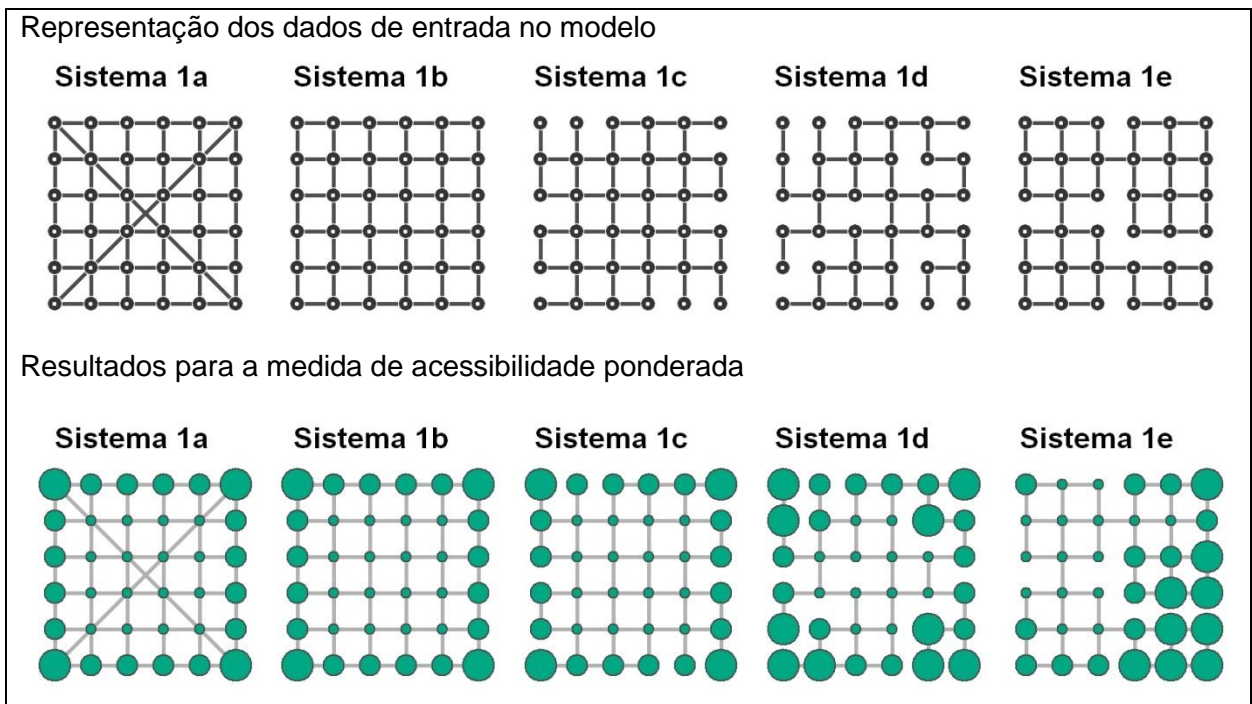 Representação dos dados de entrada no modelo
Sistema 1a Sistema 1b Sistema 1c Sistema 1d Sistema 1e
Resultados para a medida de acessibilidade ponderada
Sistema 1a Sistema 1b Sistema 1c Sistema 1d Sistema 1e